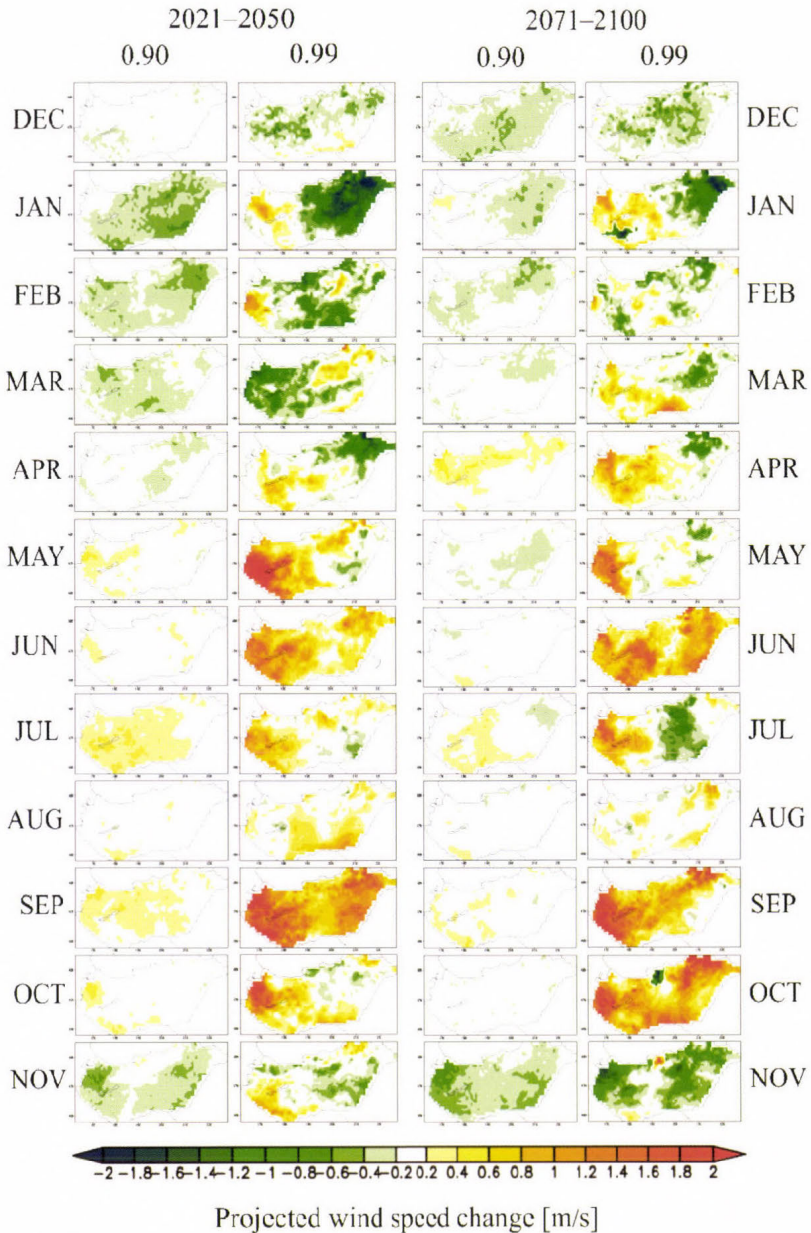 2021–2050 2071–2100
0.90 0.99 0.90 0.99
DEC DEC
JAN JAN
FEB FEB
MAR MAR
APR APR
MAY MAY
JUN JUN
JUL JUL
AUG AUG
SEP SEP
OCT OCT
NOV NOV
−2 −1.8 −1.6 −1.4 −1.2 −1 −0.8 −0.6 −0.4 −0.2 0.2 0.4 0.6 0.8 1 1.2 1.4 1.6 1.8 2
Projected wind speed change [m/s]